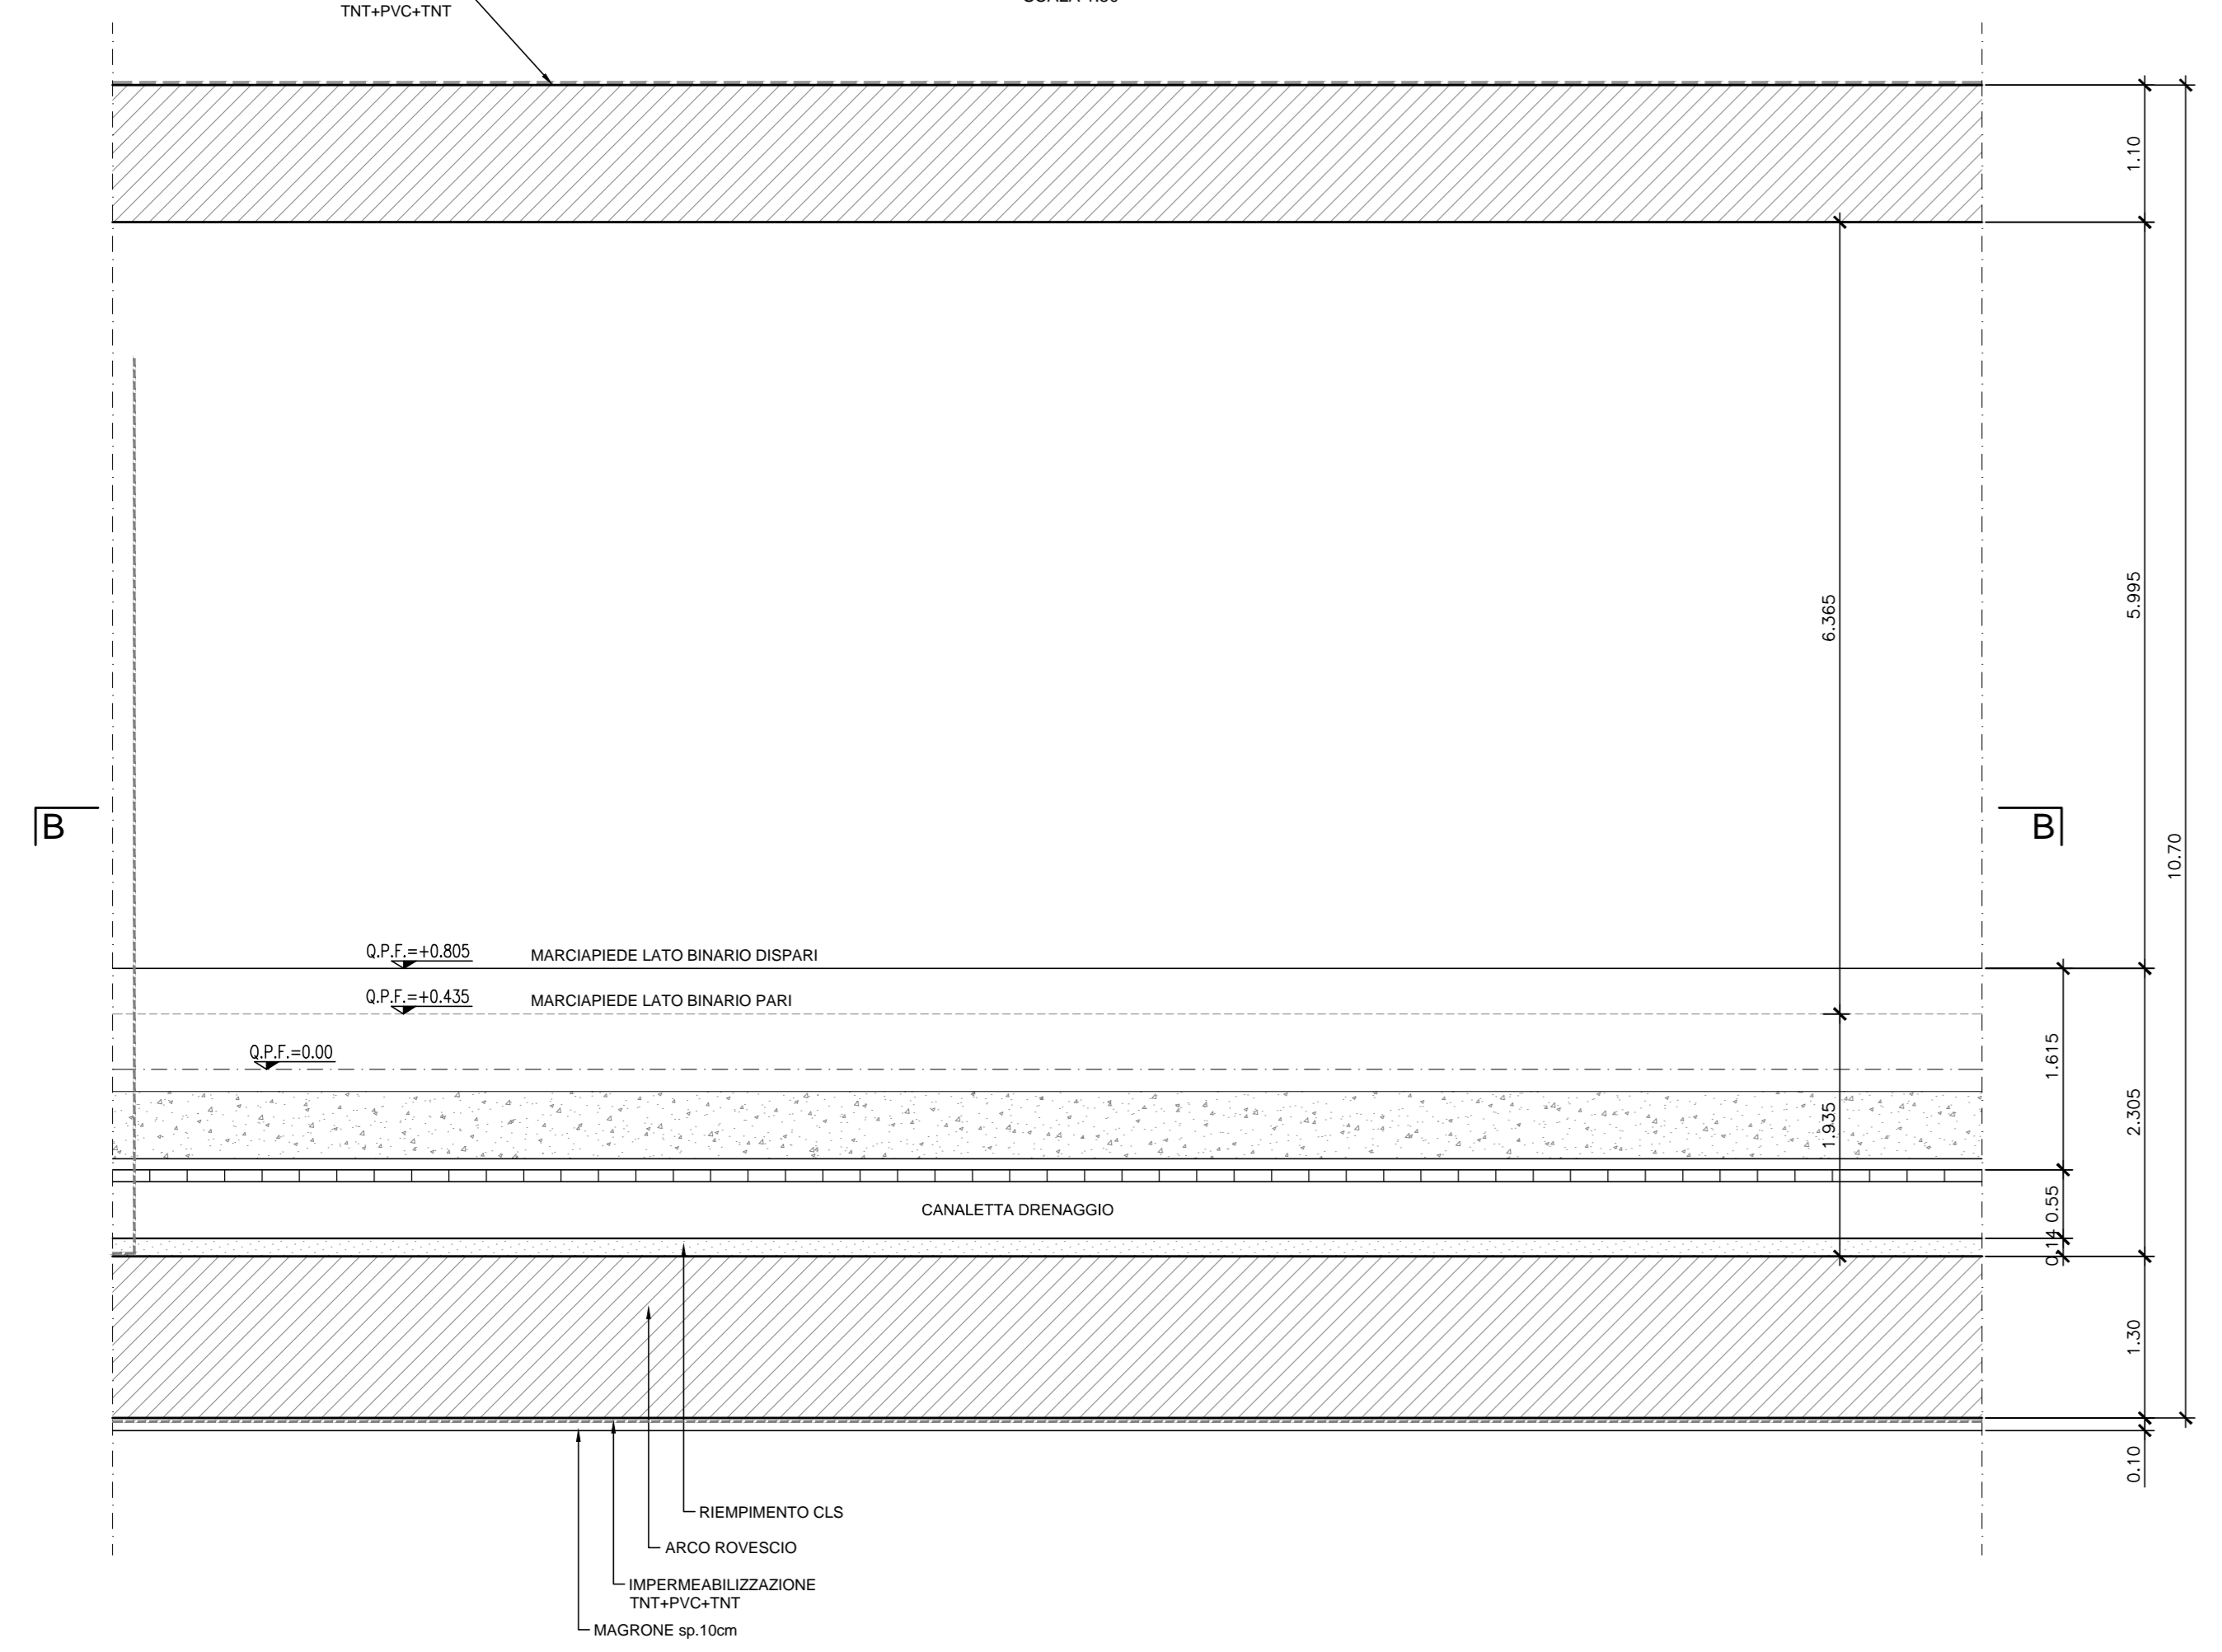 TNT+PVC+TNT
1.10
5.995
6.365
B
B
10.70
Q.P.F.=+0.805 MARCIAPIEDE LATO BINARIO DISPARI
Q.P.F.=+0.435 MARCIAPIEDE LATO BINARIO PARI
Q.P.F.=0.00
1.615
1.935
2.305
CANALETTA DRENAGGIO
0.55
0.14
1.30
0.10
RIEMPIMENTO CLS
ARCO ROVESCIO
IMPERMEABILIZZAZIONE
TNT+PVC+TNT
MAGRONE sp.10cm